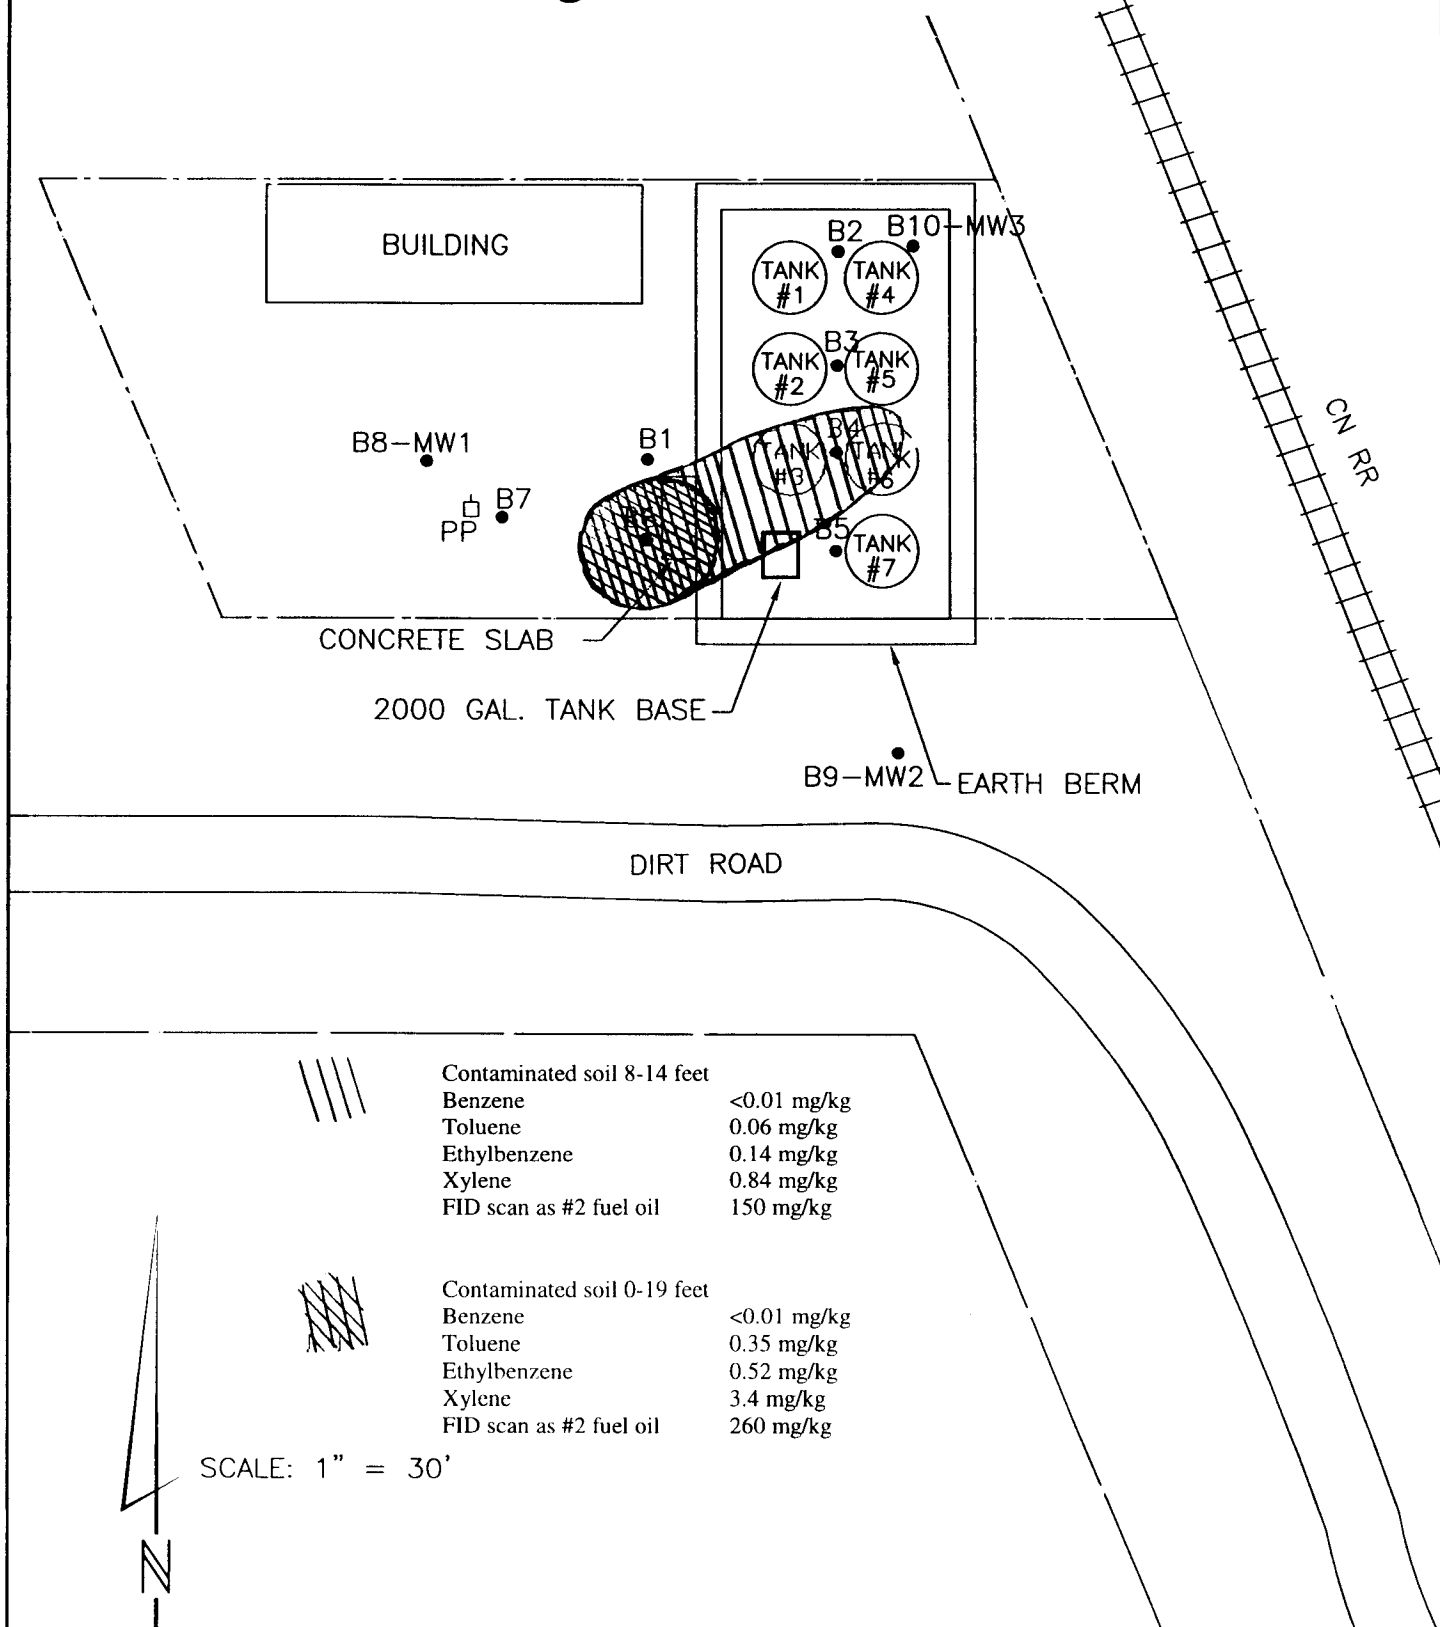 BUILDING
B2
B10-MW3
TANK
#1
TANK
#4
B3
TANK
#2
TANK
#5
CN RR
B8-MW1
B1
B4
TANK
#3
TANK
#6
B7
PP
B6
B5
TANK
#7
CONCRETE SLAB
2000 GAL. TANK BASE
B9-MW2
EARTH BERM
DIRT ROAD
Contaminated soil 8-14 feet
Benzene <0.01 mg/kg
Toluene 0.06 mg/kg
Ethylbenzene 0.14 mg/kg
Xylene 0.84 mg/kg
FID scan as #2 fuel oil 150 mg/kg
Contaminated soil 0-19 feet
Benzene <0.01 mg/kg
Toluene 0.35 mg/kg
Ethylbenzene 0.52 mg/kg
Xylene 3.4 mg/kg
FID scan as #2 fuel oil 260 mg/kg
SCALE: 1" = 30'
N